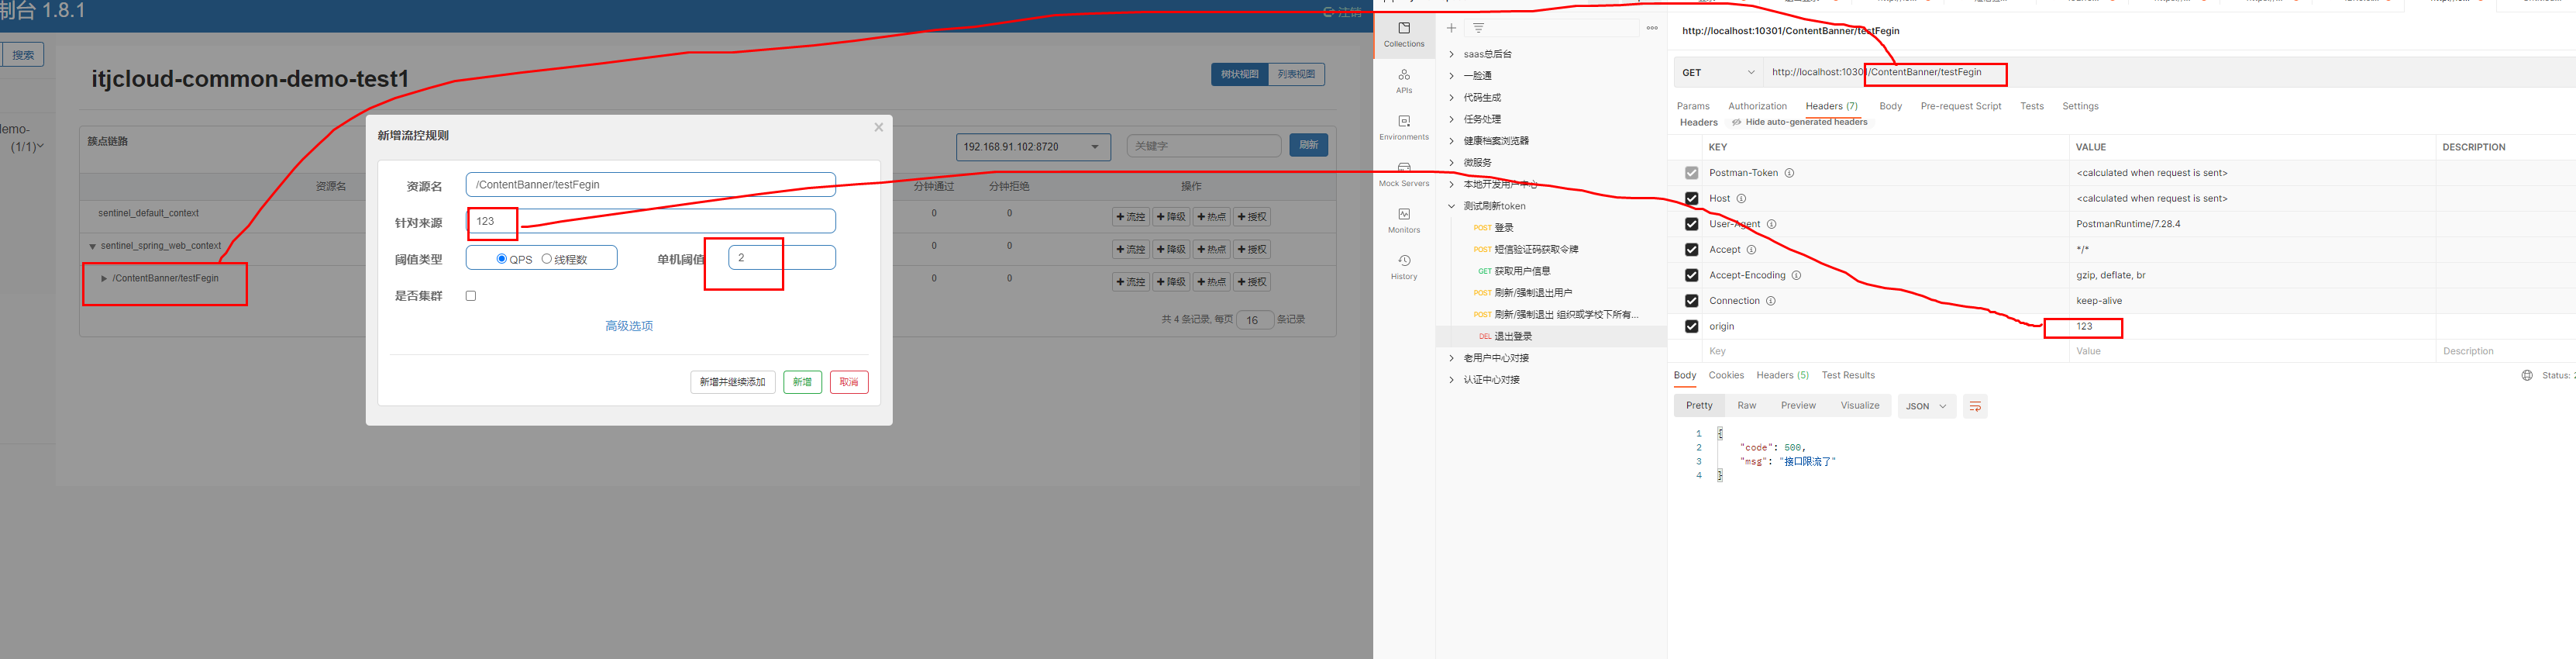 制台 1.8.1
注销
搜索
itjcloud-common-demo-test1
树状视图 列表视图
demo-
(1/1)
簇点链路
192.168.91.102:8720
关键字
刷新
资源名
分钟通过
分钟拒绝
操作
sentinel_default_context
0
0
流控 降级 热点 授权
sentinel_spring_web_context
0
0
流控 降级 热点 授权
/ContentBanner/testFegin
0
0
流控 降级 热点 授权
共 4 条记录, 每页 16 条记录
新增流控规则
×
资源名 /ContentBanner/testFegin
针对来源 123
阈值类型 QPS 线程数 单机阈值 2
是否集群
高级选项
新增并继续添加 新增 取消
Collections
APIs
Environments
Mock Servers
Monitors
History
saas总后台
一脸通
代码生成
任务处理
健康档案浏览器
微服务
本地开发用户中心
测试刷新token
POST 登录
POST 短信验证码获取令牌
GET 获取用户信息
POST 刷新/强制退出用户
POST 刷新/强制退出 组织或学校下所有...
DEL 退出登录
老用户中心对接
认证中心对接
http://localhost:10301/ContentBanner/testFegin
GET http://localhost:10301/ContentBanner/testFegin
Params Authorization Headers (7) Body Pre-request Script Tests Settings
Headers Hide auto-generated headers
KEY VALUE DESCRIPTION
Postman-Token <calculated when request is sent>
Host <calculated when request is sent>
User-Agent PostmanRuntime/7.28.4
Accept */*
Accept-Encoding gzip, deflate, br
Connection keep-alive
origin 123
Key Value Description
Body Cookies Headers (5) Test Results
Status:
Pretty Raw Preview Visualize JSON
1 {
2 "code": 500,
3 "msg": "接口限流了"
4 }